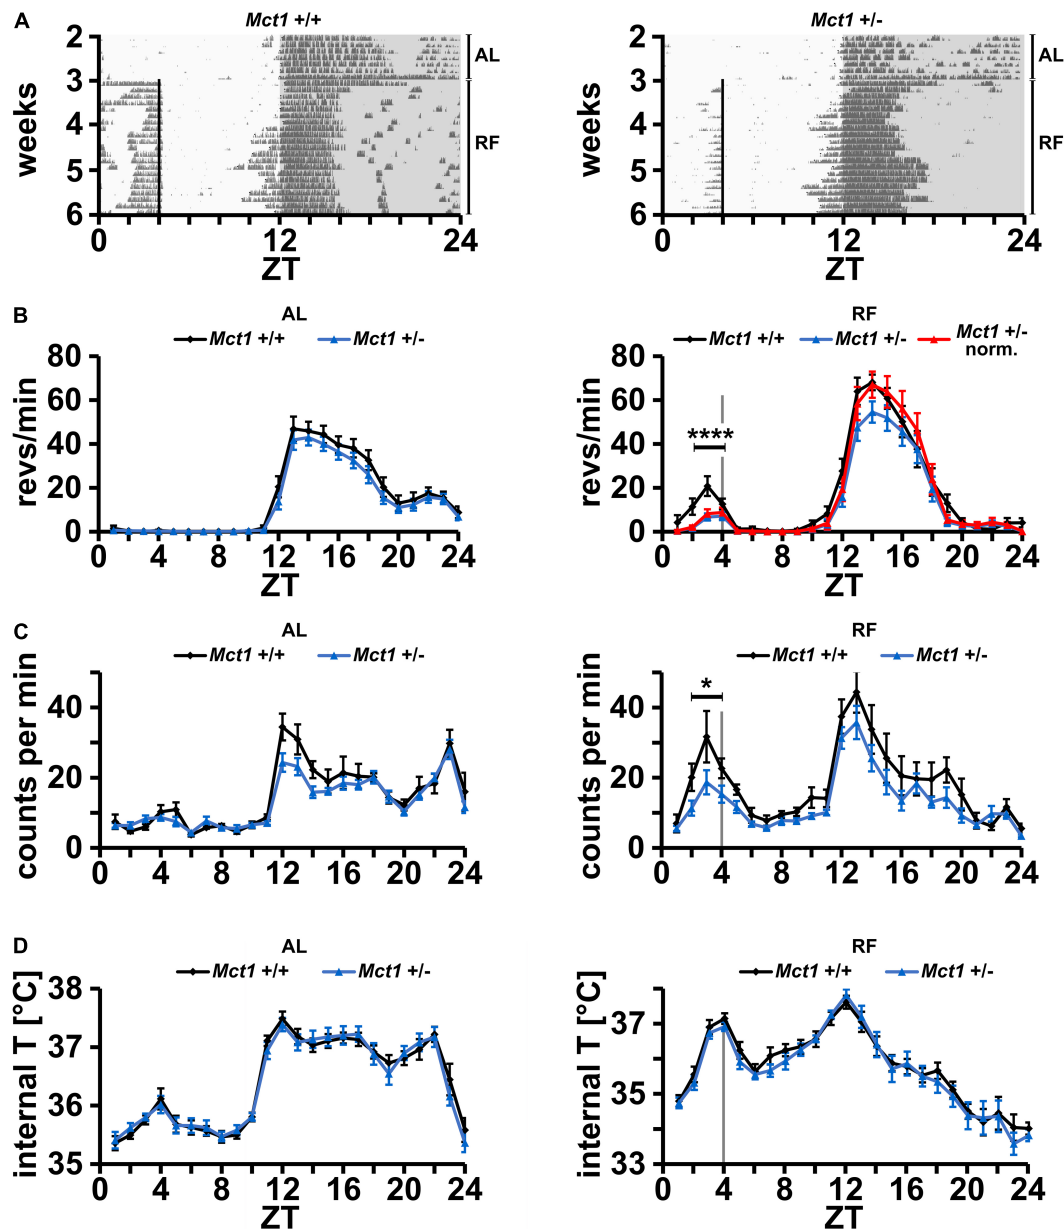 A
Mct1 +/+
Mct1 +/-
weeks
2
3
4
5
6
AL
RF
0
12
24
ZT
weeks
2
3
4
5
6
AL
RF
0
12
24
ZT
B
AL
Mct1 +/+
Mct1 +/-
revs/min
80
60
40
20
0
0 4 8 12 16 20 24
ZT
RF
Mct1 +/+
Mct1 +/-
Mct1 +/-
norm.
revs/min
80
60
40
20
0
****
0 4 8 12 16 20 24
ZT
C
AL
Mct1 +/+
Mct1 +/-
counts per min
40
20
0
0 4 8 12 16 20 24
RF
Mct1 +/+
Mct1 +/-
counts per min
40
20
0
*
0 4 8 12 16 20 24
D
AL
Mct1 +/+
Mct1 +/-
internal T [°C]
38
37
36
35
0 4 8 12 16 20 24
ZT
RF
Mct1 +/+
Mct1 +/-
internal T [°C]
37
35
33
0 4 8 12 16 20 24
ZT